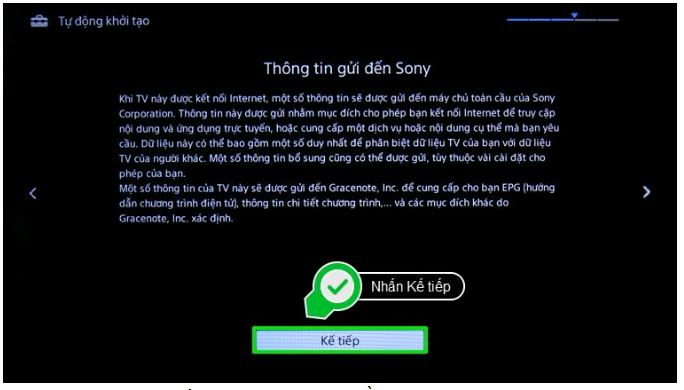 Tự động khởi tạo
Thông tin gửi đến Sony
Khi TV này được kết nối Internet, một số thông tin sẽ được gửi đến máy chủ toàn cầu của Sony
Corporation. Thông tin này được gửi nhằm mục đích cho phép bạn kết nối Internet để truy cập
nội dung và ứng dụng trực tuyến, hoặc cung cấp một dịch vụ hoặc nội dung cụ thể mà bạn yêu
cầu. Dữ liệu này có thể bao gồm một số duy nhất để phân biệt dữ liệu TV của bạn với dữ liệu
TV của người khác. Một số thông tin bổ sung cũng có thể được gửi, tùy thuộc vài cài đặt cho
phép của bạn.
Một số thông tin của TV này sẽ được gửi đến Gracenote, Inc. để cung cấp cho bạn EPG (hướng
dẫn chương trình điện tử), thông tin chi tiết chương trình,... và các mục đích khác do
Gracenote, Inc. xác định.
Nhấn Kế tiếp
Kế tiếp